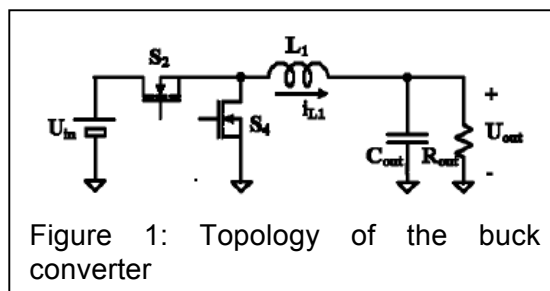 S2
L1
iL1
S4
Uin
+
Uout
Cout
Rout
-
Figure 1: Topology of the buck
converter